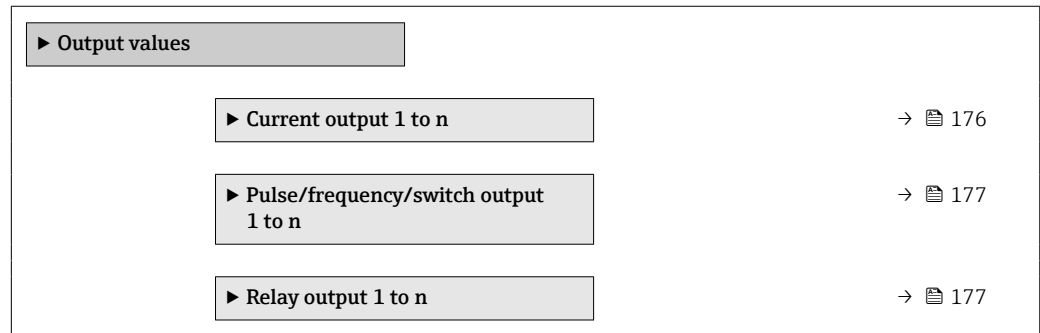 ▶ Output values
▶ Current output 1 to n → 🖹 176
▶ Pulse/frequency/switch output
1 to n → 🖹 177
▶ Relay output 1 to n → 🖹 177